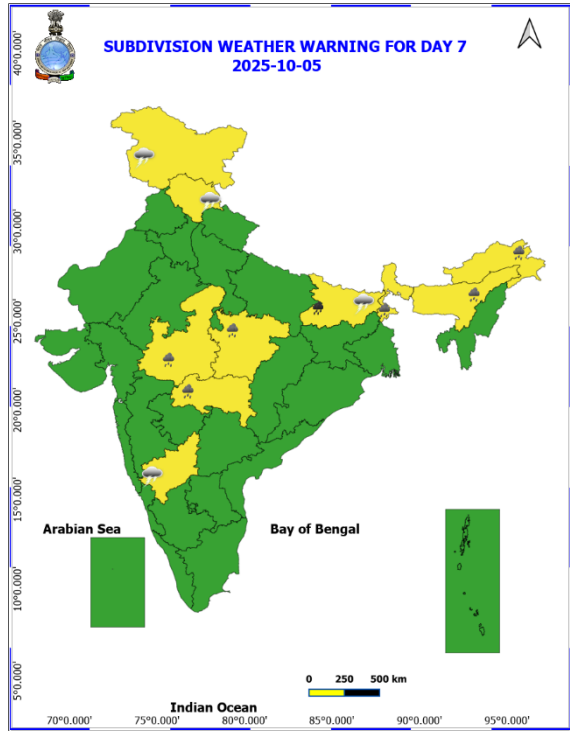 SUBDIVISION WEATHER WARNING FOR DAY 7
2025-10-05
40°0.000'
35°0.000'
30°0.000'
25°0.000'
20°0.000'
15°0.000'
10°0.000'
5°0.000'
Arabian Sea
Bay of Bengal
0 250 500 km
Indian Ocean
70°0.000' 75°0.000' 80°0.000' 85°0.000' 90°0.000' 95°0.000'